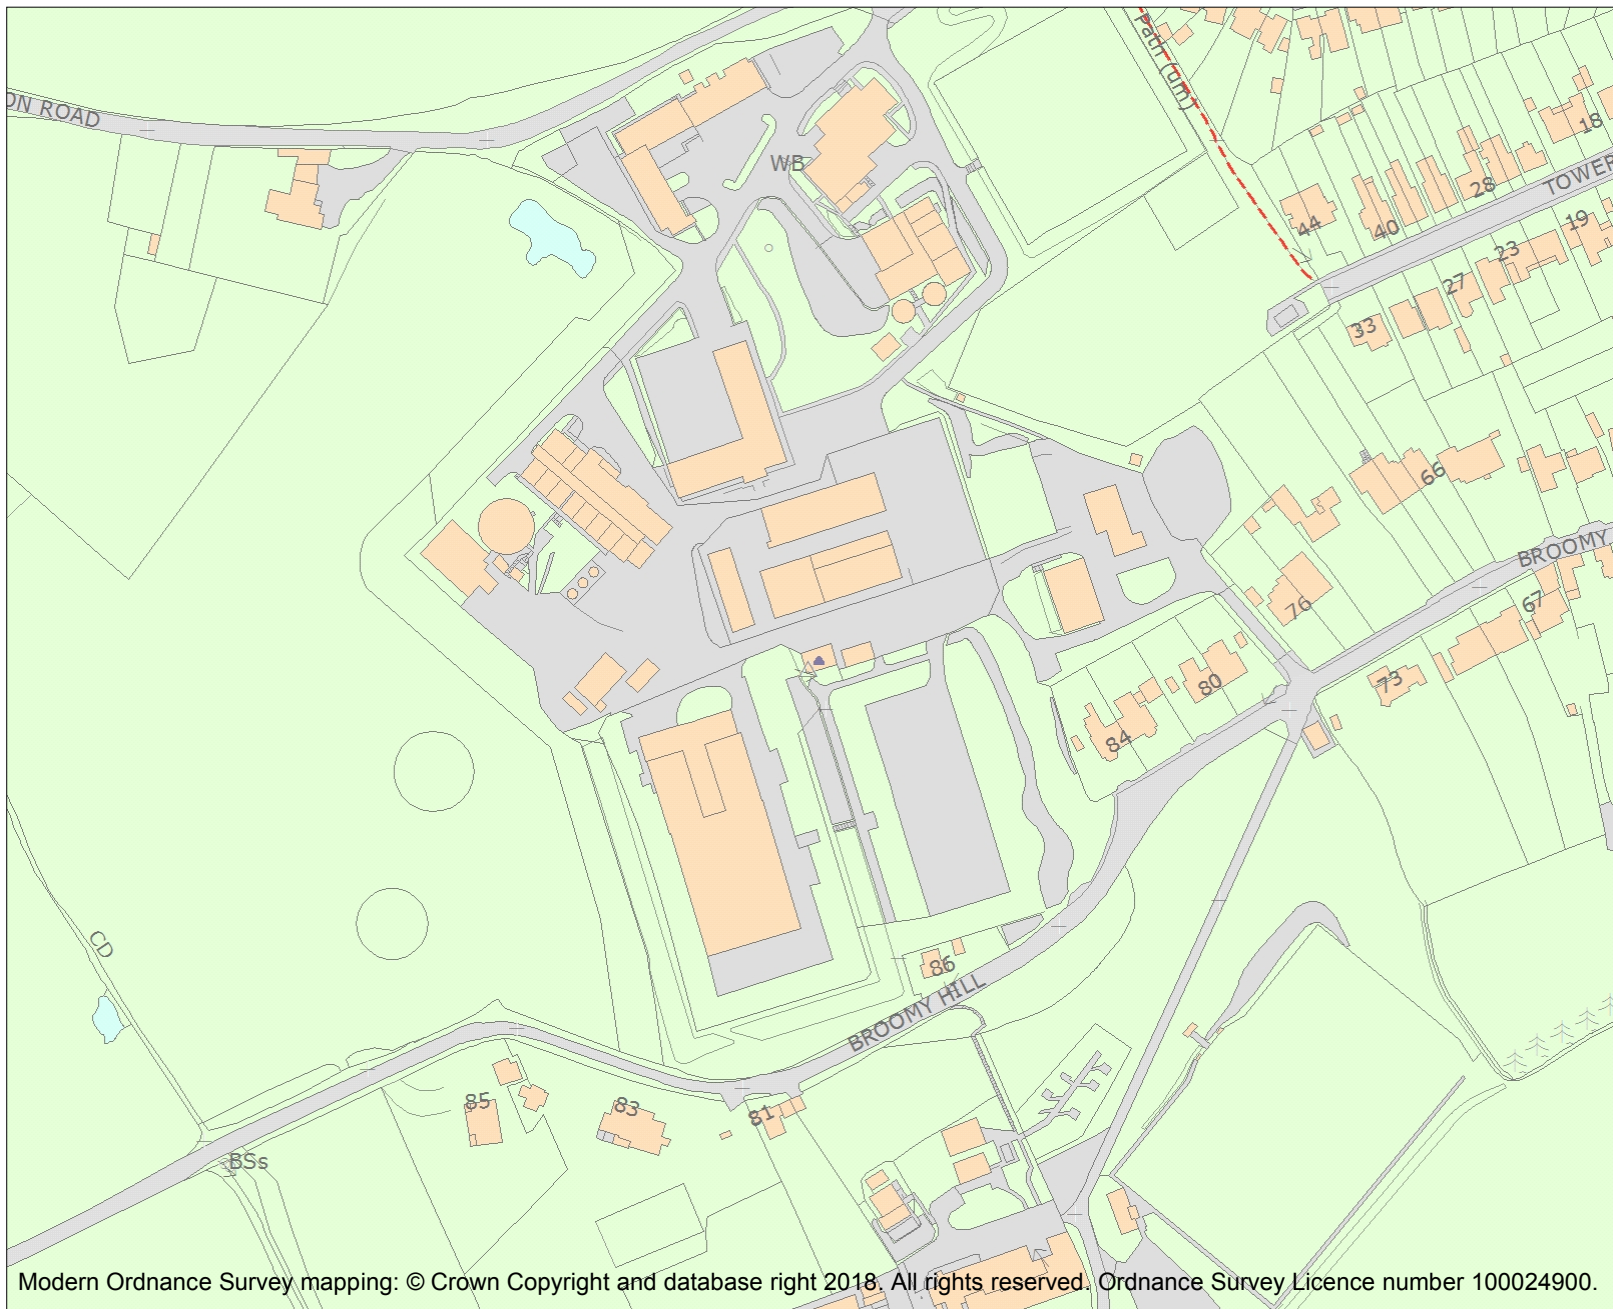 Path (um)
ON ROAD
WB
18
28
TOWER
44
40
19
23
27
33
66
BROOMY
76
67
80
73
84
CD
86
BROOMY HILL
85
83
81
BSs
Modern Ordnance Survey mapping: © Crown Copyright and database right 2018. All rights reserved. Ordnance Survey Licence number 100024900.